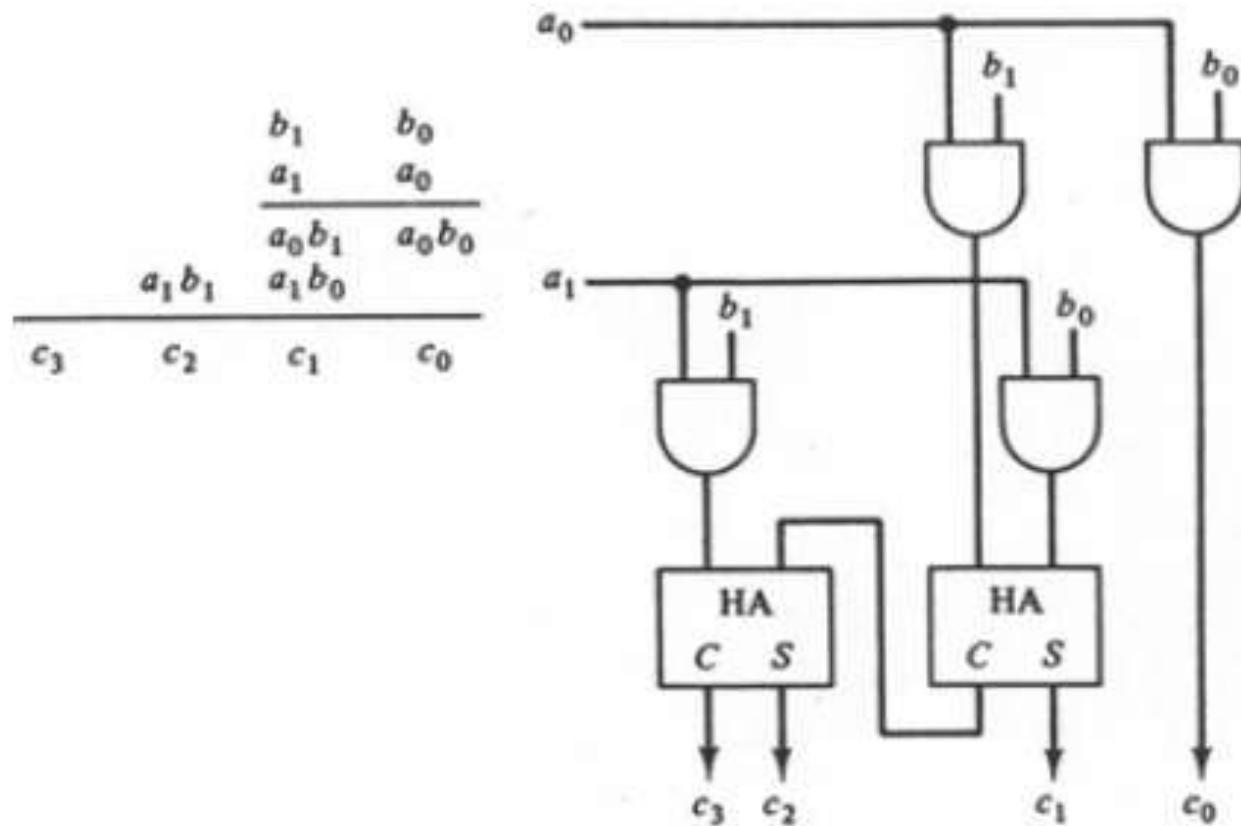 b₁ b₀
a₁ a₀
a₀b₁ a₀b₀
a₁b₁ a₁b₀
c₃ c₂ c₁ c₀
a₀
b₁ b₀
a₁
b₁ b₀
HA HA
C S C S
c₃ c₂ c₁ c₀